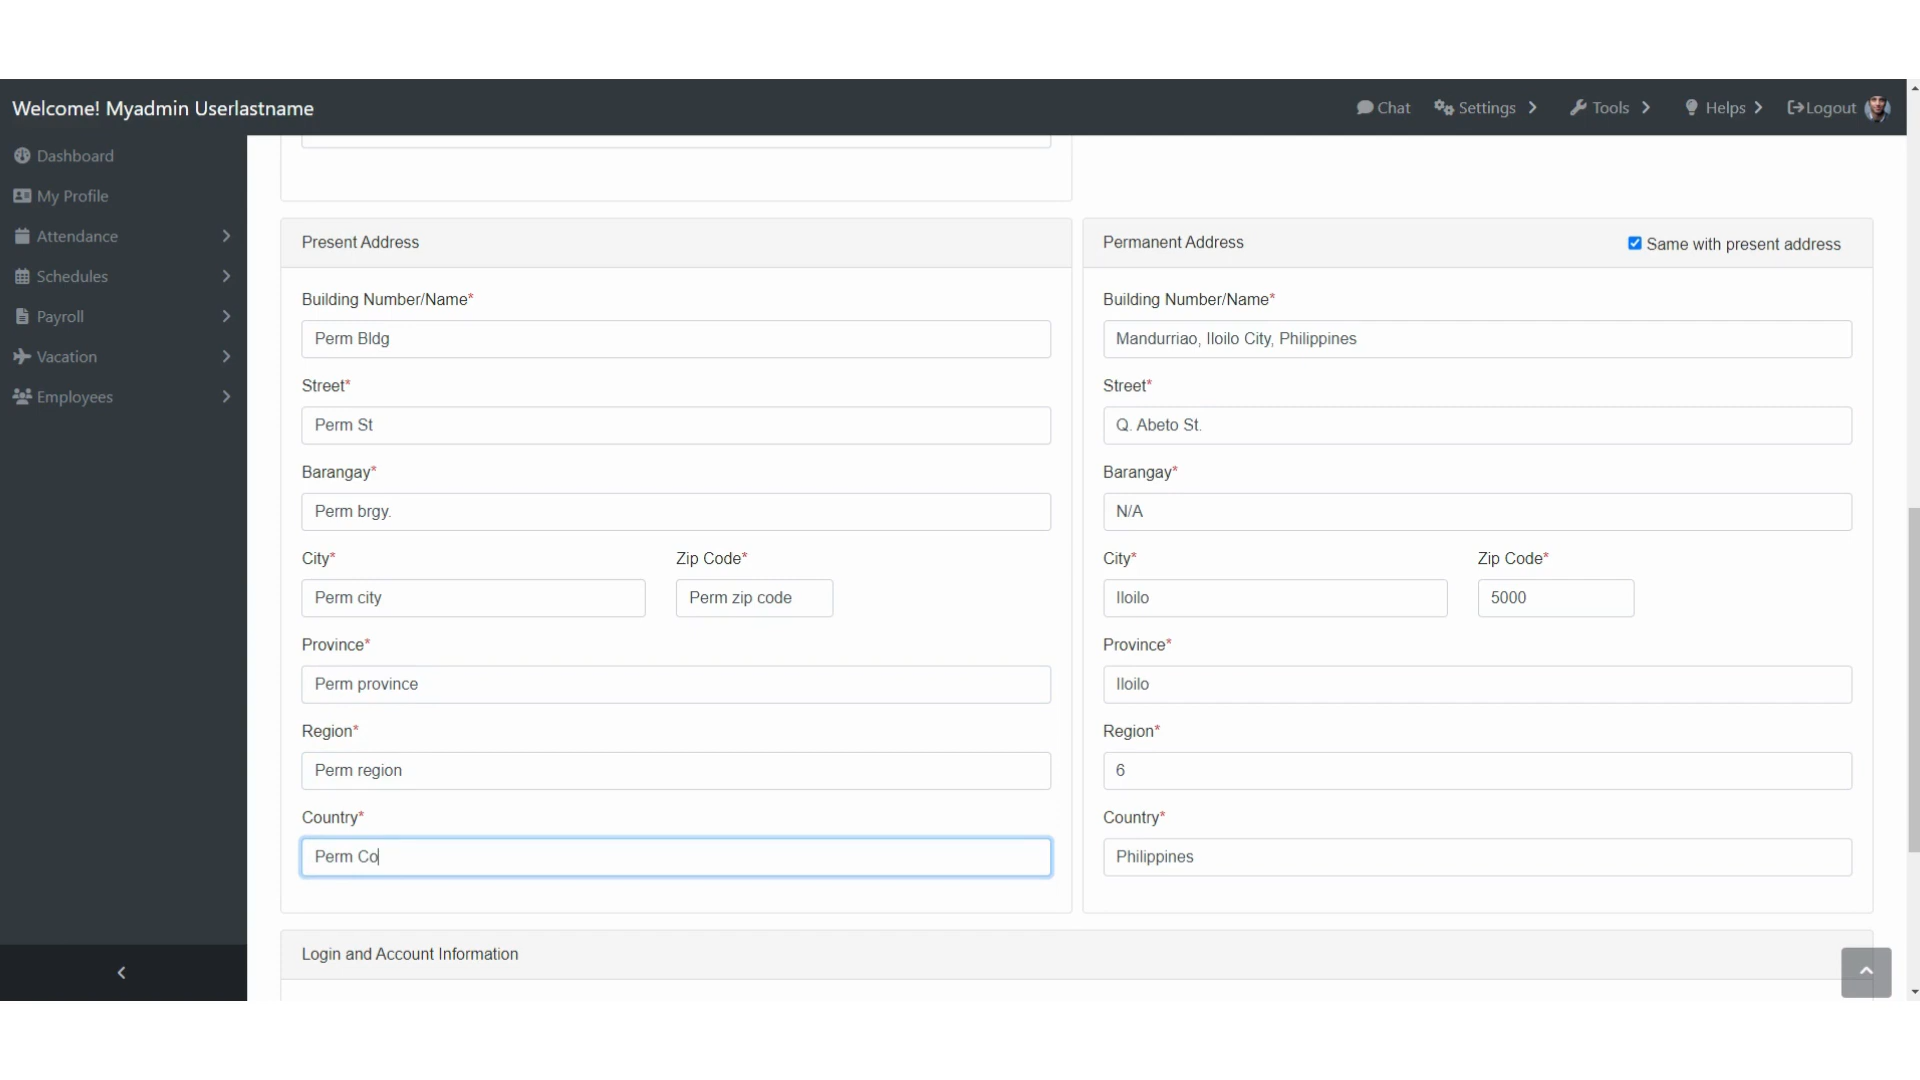 Welcome! Myadmin Userlastname
Chat
Settings
Tools
Helps
Logout
Dashboard
My Profile
Attendance
Schedules
Payroll
Vacation
Employees
Present Address
Building Number/Name*
Perm Bldg
Street*
Perm St
Barangay*
Perm brgy.
City*
Zip Code*
Perm city
Perm zip code
Province*
Perm province
Region*
Perm region
Country*
Perm Co
Permanent Address
Same with present address
Building Number/Name*
Mandurriao, Iloilo City, Philippines
Street*
Q. Abeto St.
Barangay*
N/A
City*
Zip Code*
Iloilo
5000
Province*
Iloilo
Region*
6
Country*
Philippines
Login and Account Information